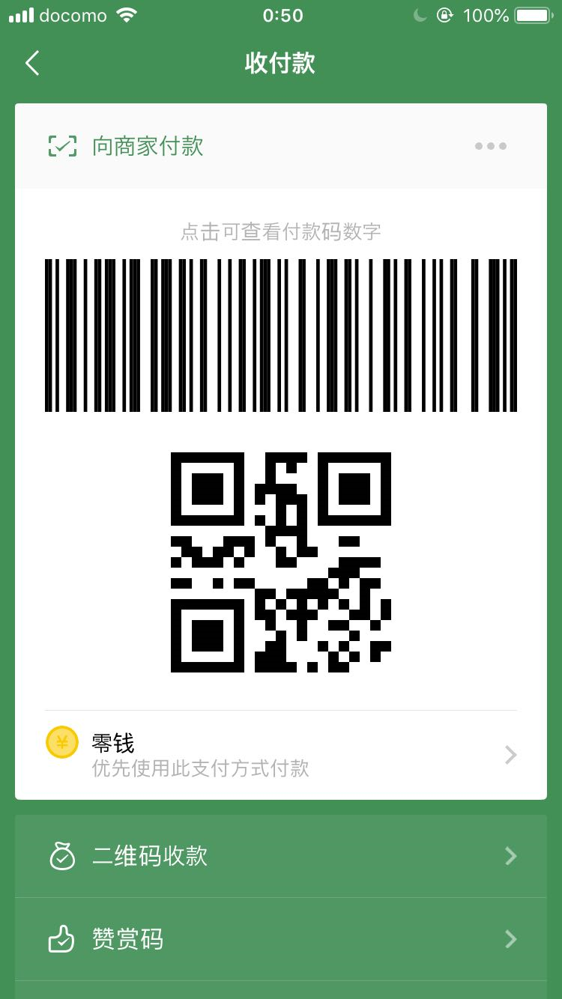 docomo 0:50 100%
收付款
向商家付款
点击可查看付款码数字
¥
零钱
优先使用此支付方式付款
二维码收款
赞赏码